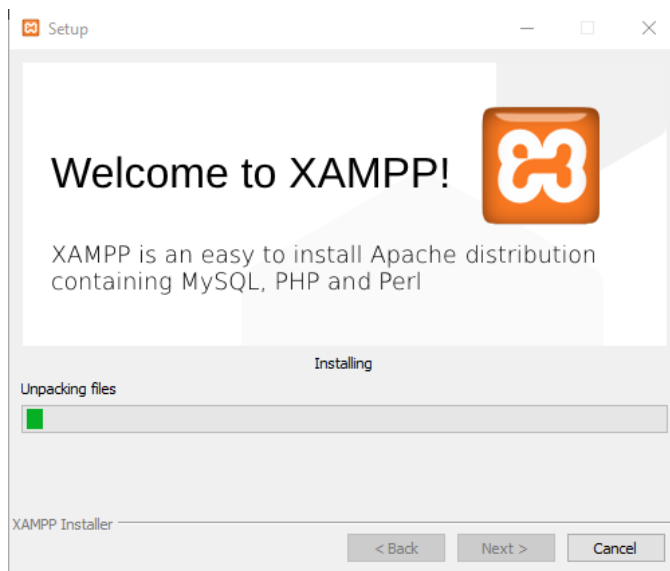 Setup
Welcome to XAMPP!
XAMPP is an easy to install Apache distribution
containing MySQL, PHP and Perl
Installing
Unpacking files
XAMPP Installer
< Back
Next >
Cancel